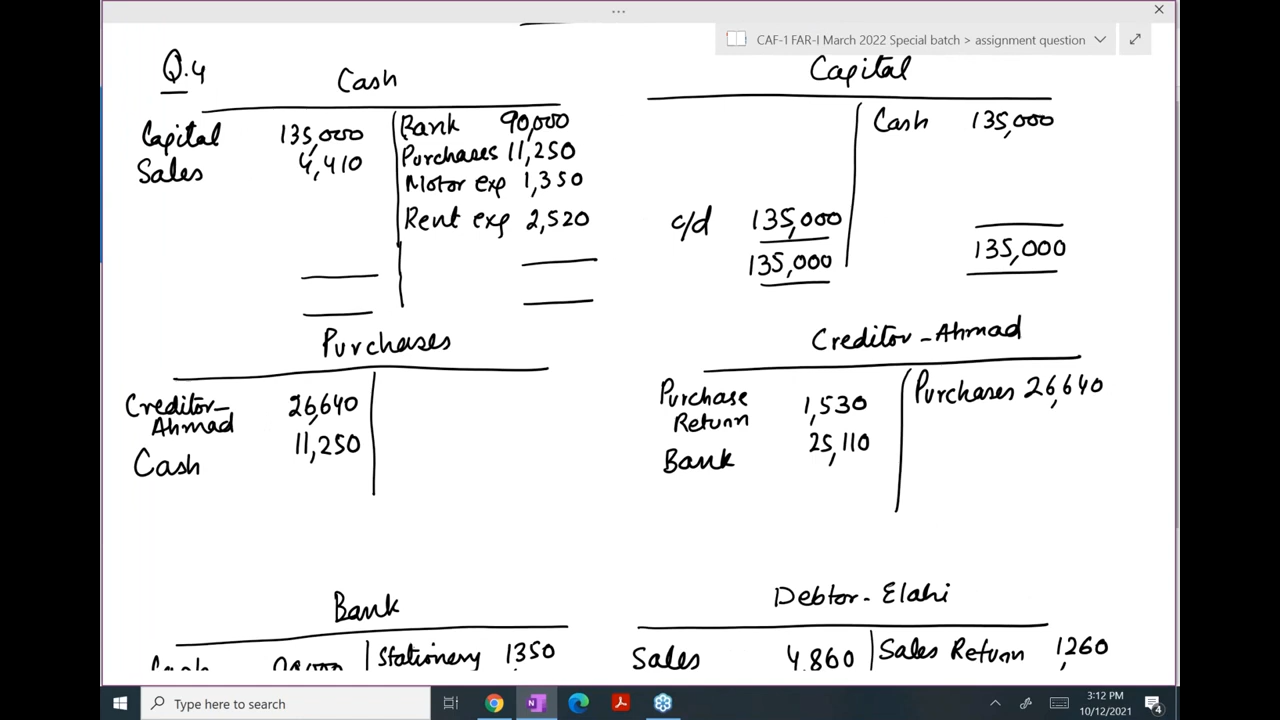 CAF-1 FAR-I March 2022 Special batch > assignment question
Q.4
Cash
Capital 135,000 Bank 90,000
Sales 4,410 Purchases 11,250
Motor exp 1,350
Rent exp 2,520
Capital
Cash 135,000
c/d 135,000
135,000 135,000
Purchases
Creditor- 26,640
Ahmad
Cash 11,250
Creditor-Ahmad
Purchase 1,530 Purchases 26,640
Return
Bank 25,110
Bank
Stationery 1350
Debtor-Elahi
Sales 4,860 Sales Return 1,260
Type here to search
3:12 PM
10/12/2021
4